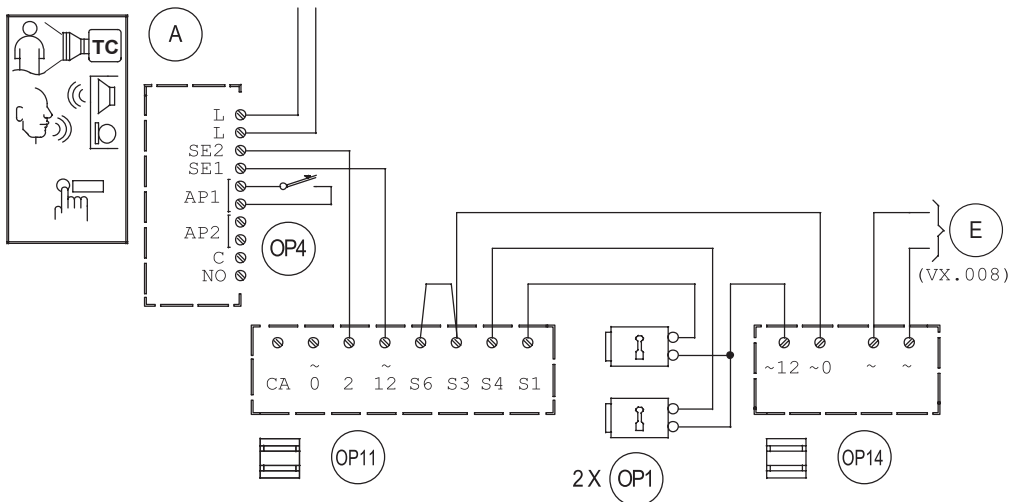 TC
A
L
L
SE2
SE1
AP1
AP2
C
NO
OP4
E
(VX.008)
CA ~0 2 ~12 S6 S3 S4 S1
~12 ~0 ~ ~
OP11
2 X OP1
OP14